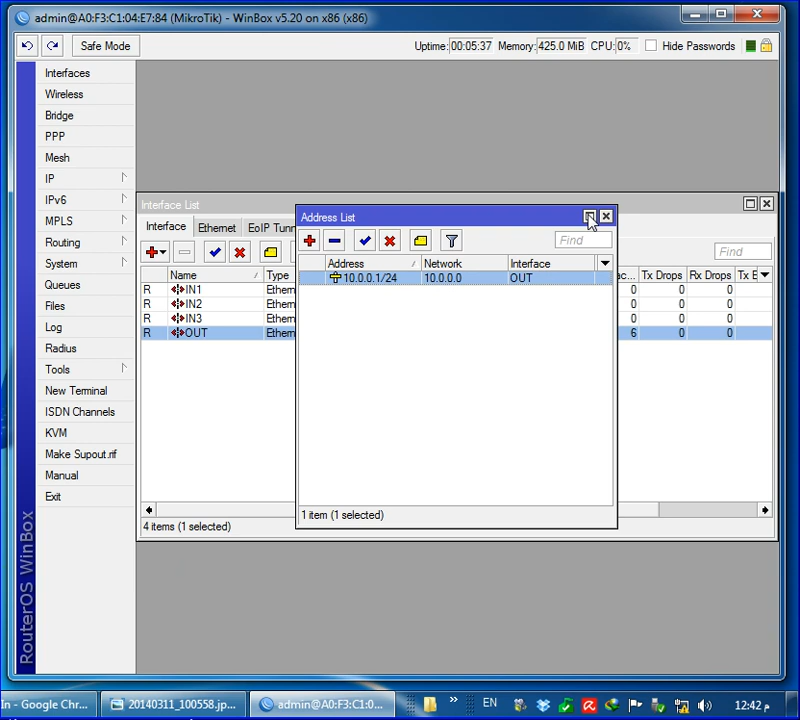 admin@A0:F3:C1:04:E7:84 (MikroTik) - WinBox v5.20 on x86 (x86)
Safe Mode
Uptime: 00:05:37 Memory: 425.0 MiB CPU: 0% Hide Passwords
Interfaces
Wireless
Bridge
PPP
Mesh
IP
IPv6
MPLS
Routing
System
Queues
Files
Log
Radius
Tools
New Terminal
ISDN Channels
KVM
Make Supout.rif
Manual
Exit
RouterOS WinBox
Interface List
Interface Ethernet EoIP Tunn
Find
Name Type
R IN1 Ethern
R IN2 Ethern
R IN3 Ethern
R OUT Ethern
ac... Tx Drops Rx Drops Tx E
0 0 0
0 0 0
0 0 0
6 0 0
4 items (1 selected)
Address List
Find
Address Network Interface
10.0.0.1/24 10.0.0.0 OUT
1 item (1 selected)
In - Google Chr...
20140311_100558.jp...
admin@A0:F3:C1:0...
EN
12:42 م